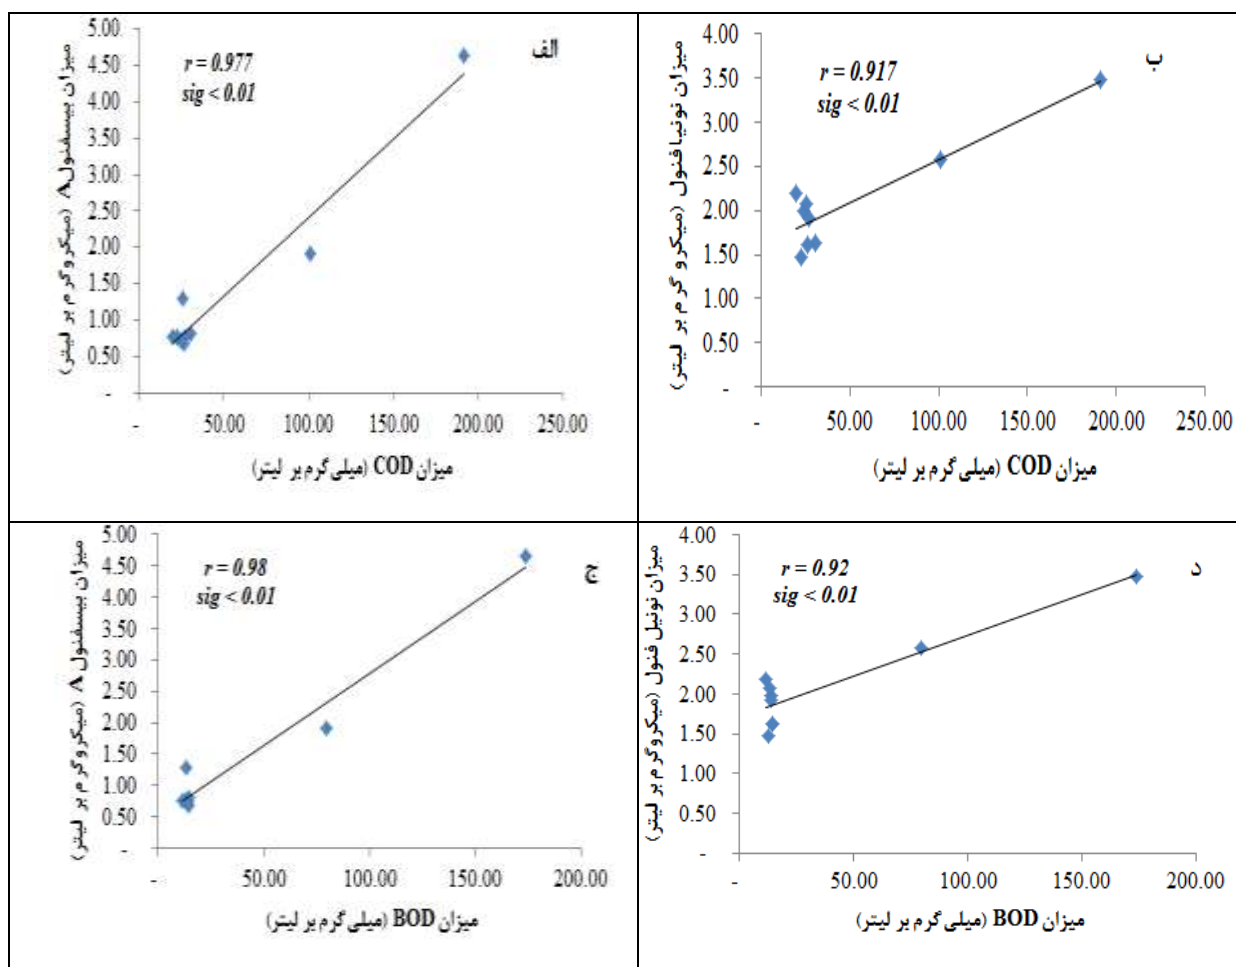 الف
r = 0.977
sig < 0.01
میزان بیسفنول A (میکروگرم بر لیتر)
5.00
4.50
4.00
3.50
3.00
2.50
2.00
1.50
1.00
0.50
-
- 50.00 100.00 150.00 200.00 250.00
میزان COD (میلی‌گرم بر لیتر)
ب
r = 0.917
sig < 0.01
میزان نونیافنول (میکرو گرم بر لیتر)
4.00
3.50
3.00
2.50
2.00
1.50
1.00
0.50
-
- 50.00 100.00 150.00 200.00 250.00
میزان COD (میلی‌گرم بر لیتر)
ج
r = 0.98
sig < 0.01
میزان بیسفنول A (میکروگرم بر لیتر)
5.00
4.50
4.00
3.50
3.00
2.50
2.00
1.50
1.00
0.50
-
- 50.00 100.00 150.00 200.00
میزان BOD (میلی‌گرم بر لیتر)
د
r = 0.92
sig < 0.01
میزان نونیل فنول (میکروگرم بر لیتر)
4.00
3.50
3.00
2.50
2.00
1.50
1.00
0.50
-
- 50.00 100.00 150.00 200.00
میزان BOD (میلی‌گرم بر لیتر)